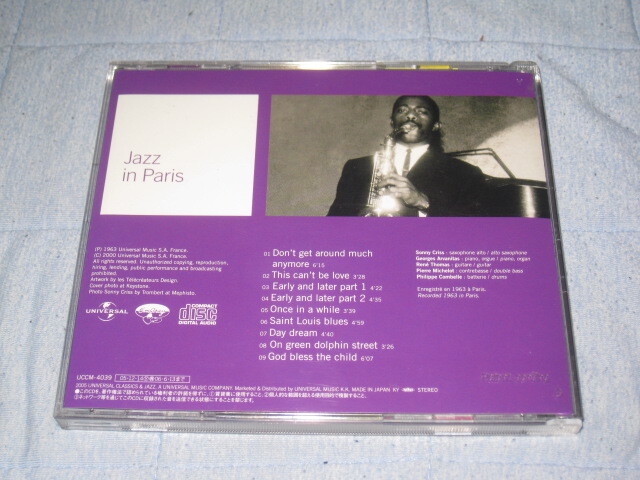 Jazz
in Paris
(P) 1963 Universal Music S.A. France
(C) 2000 Universal Music S.A. France.
All rights reserved. Unauthorized copying, reproduction,
hiring, lending, public performance and broadcasting
prohibited.
Artwork by les Télécréateurs Design.
Cover photo at Keystone.
Photo Sonny Criss by Tombert at Mephisto.
UNIVERSAL
COMPACT
disc
DIGITAL AUDIO
01 Don't get around much
anymore 6'15
02 This can't be love 3'28
03 Early and later part 1 4'22
04 Early and later part 2 4'35
05 Once in a while 3'39
06 Saint Louis blues 4'59
07 Day dream 4'40
08 On green dolphin street 3'26
09 God bless the child 6'07
Sonny Criss : saxophone alto / alto saxophone
Georges Arvanitas : piano, orgue / piano, organ
René Thomas : guitare / guitar
Pierre Michelot : contrebasse / double bass
Philippe Combelle : batterie / drums
Enregistré en 1963 à Paris.
Recorded 1963 in Paris.
UCCM-4039
2005 UNIVERSAL CLASSICS & JAZZ, A UNIVERSAL MUSIC COMPANY. Marketed & Distributed by UNIVERSAL MUSIC K.K. MADE IN JAPAN KY STEREO